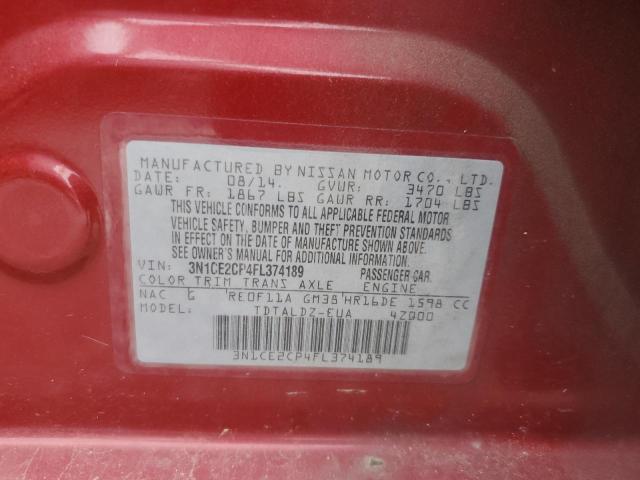 MANUFACTURED BY NISSAN MOTOR CO., LTD.
DATE: 08/14. GVWR: 3470 LBS
GAWR FR: 1867 LBS GAWR RR: 1704 LBS
THIS VEHICLE CONFORMS TO ALL APPLICABLE FEDERAL MOTOR
VEHICLE SAFETY, BUMPER AND THEFT PREVENTION STANDARDS
IN EFFECT ON THE DATE OF MANUFACTURE SHOWN ABOVE.
SEE OWNER'S MANUAL FOR ADDITIONAL INFORMATION.
VIN: 3N1CE2CP4FL374189 PASSENGER CAR.
COLOR TRIM TRANS AXLE ENGINE
NAC G RE0F11A GM38 HR16DE 1598 CC
MODEL: TDTALDZ-EUA 4Z000
3N1CE2CP4FL374189